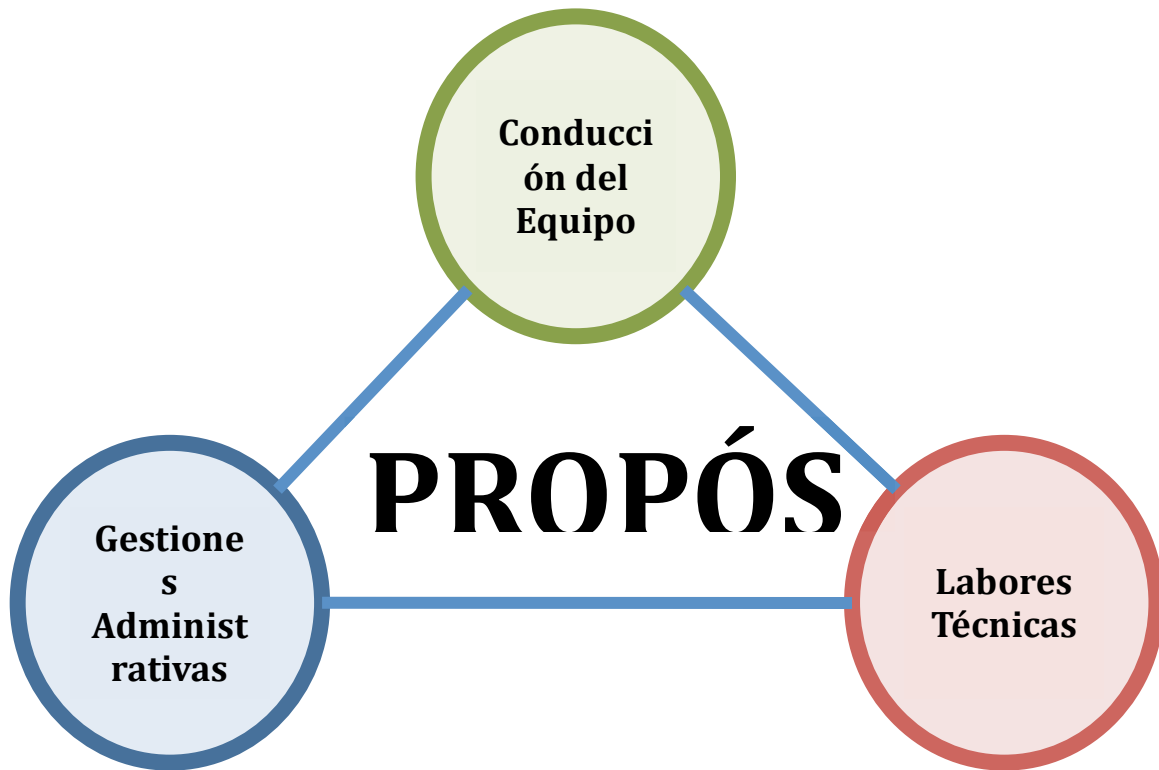 Conducci
ón del
Equipo
PROPÓS
Gestione
s
Administ
rativas
Labores
Técnicas